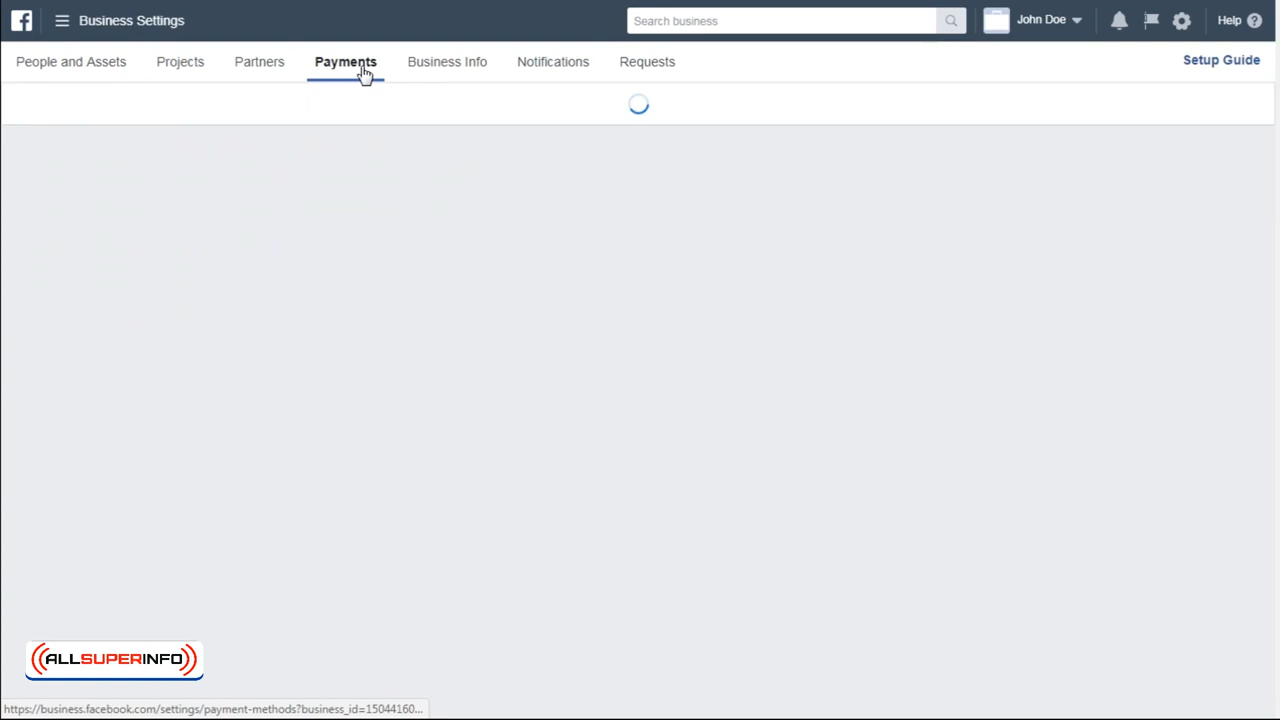 Business Settings
Search business
John Doe
Help
People and Assets
Projects
Partners
Payments
Business Info
Notifications
Requests
Setup Guide
ALLSUPERINFO
https://business.facebook.com/settings/payment-methods?business_id=15044160...